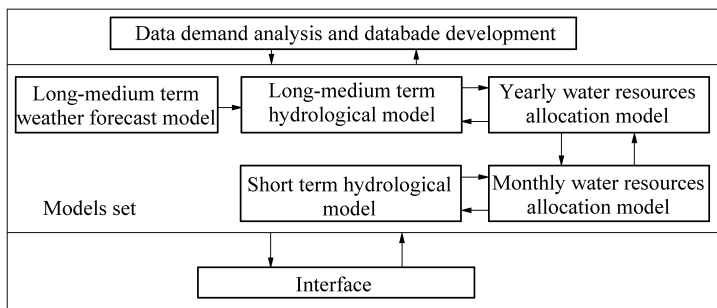 Data demand analysis and databade development
Long-medium term
weather forecast model
Long-medium term
hydrological model
Yearly water resources
allocation model
Short term hydrological
model
Monthly water resources
allocation model
Models set
Interface